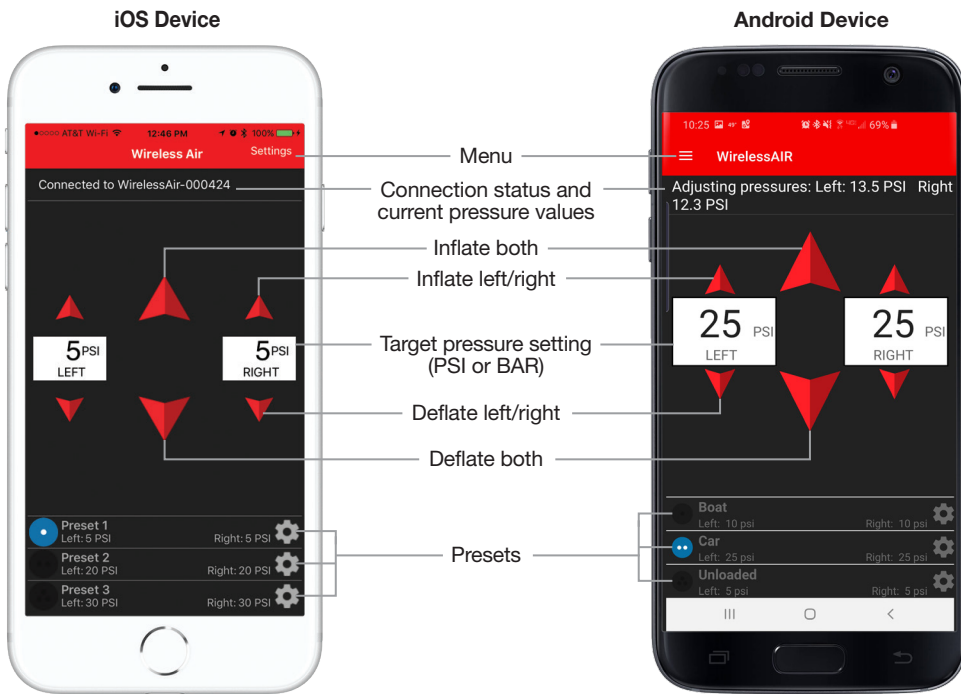 iOS Device
Android Device
AT&T Wi-Fi
12:46 PM
100%
Wireless Air
Settings
Connected to WirelessAir-000424
5 PSI
LEFT
5 PSI
RIGHT
Preset 1
Left: 5 PSI
Right: 5 PSI
Preset 2
Left: 20 PSI
Right: 20 PSI
Preset 3
Left: 30 PSI
Right: 30 PSI
Menu
Connection status and
current pressure values
Inflate both
Inflate left/right
Target pressure setting
(PSI or BAR)
Deflate left/right
Deflate both
Presets
10:25
49°
69%
WirelessAIR
Adjusting pressures: Left: 13.5 PSI Right
12.3 PSI
25 PSI
LEFT
25 PSI
RIGHT
Boat
Left: 10 psi
Right: 10 psi
Car
Left: 25 psi
Right: 25 psi
Unloaded
Left: 5 psi
Right: 5 psi